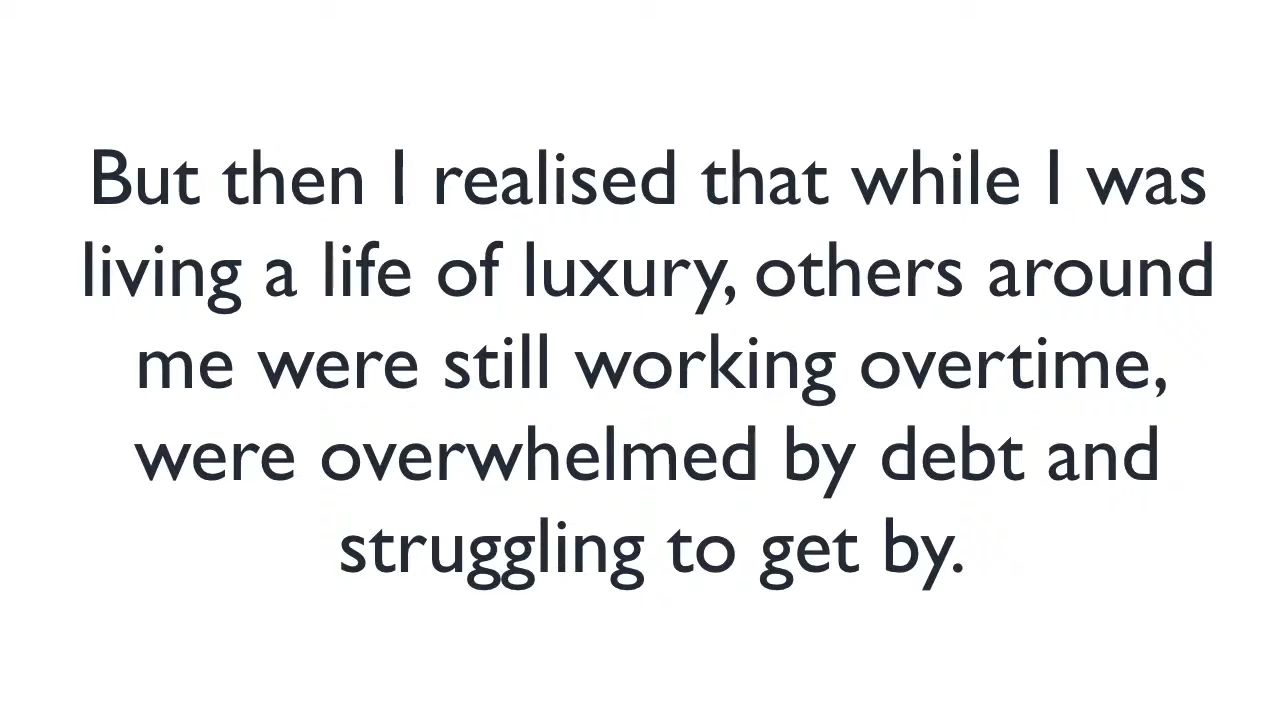 But then I realised that while I was
living a life of luxury, others around
me were still working overtime,
were overwhelmed by debt and
struggling to get by.